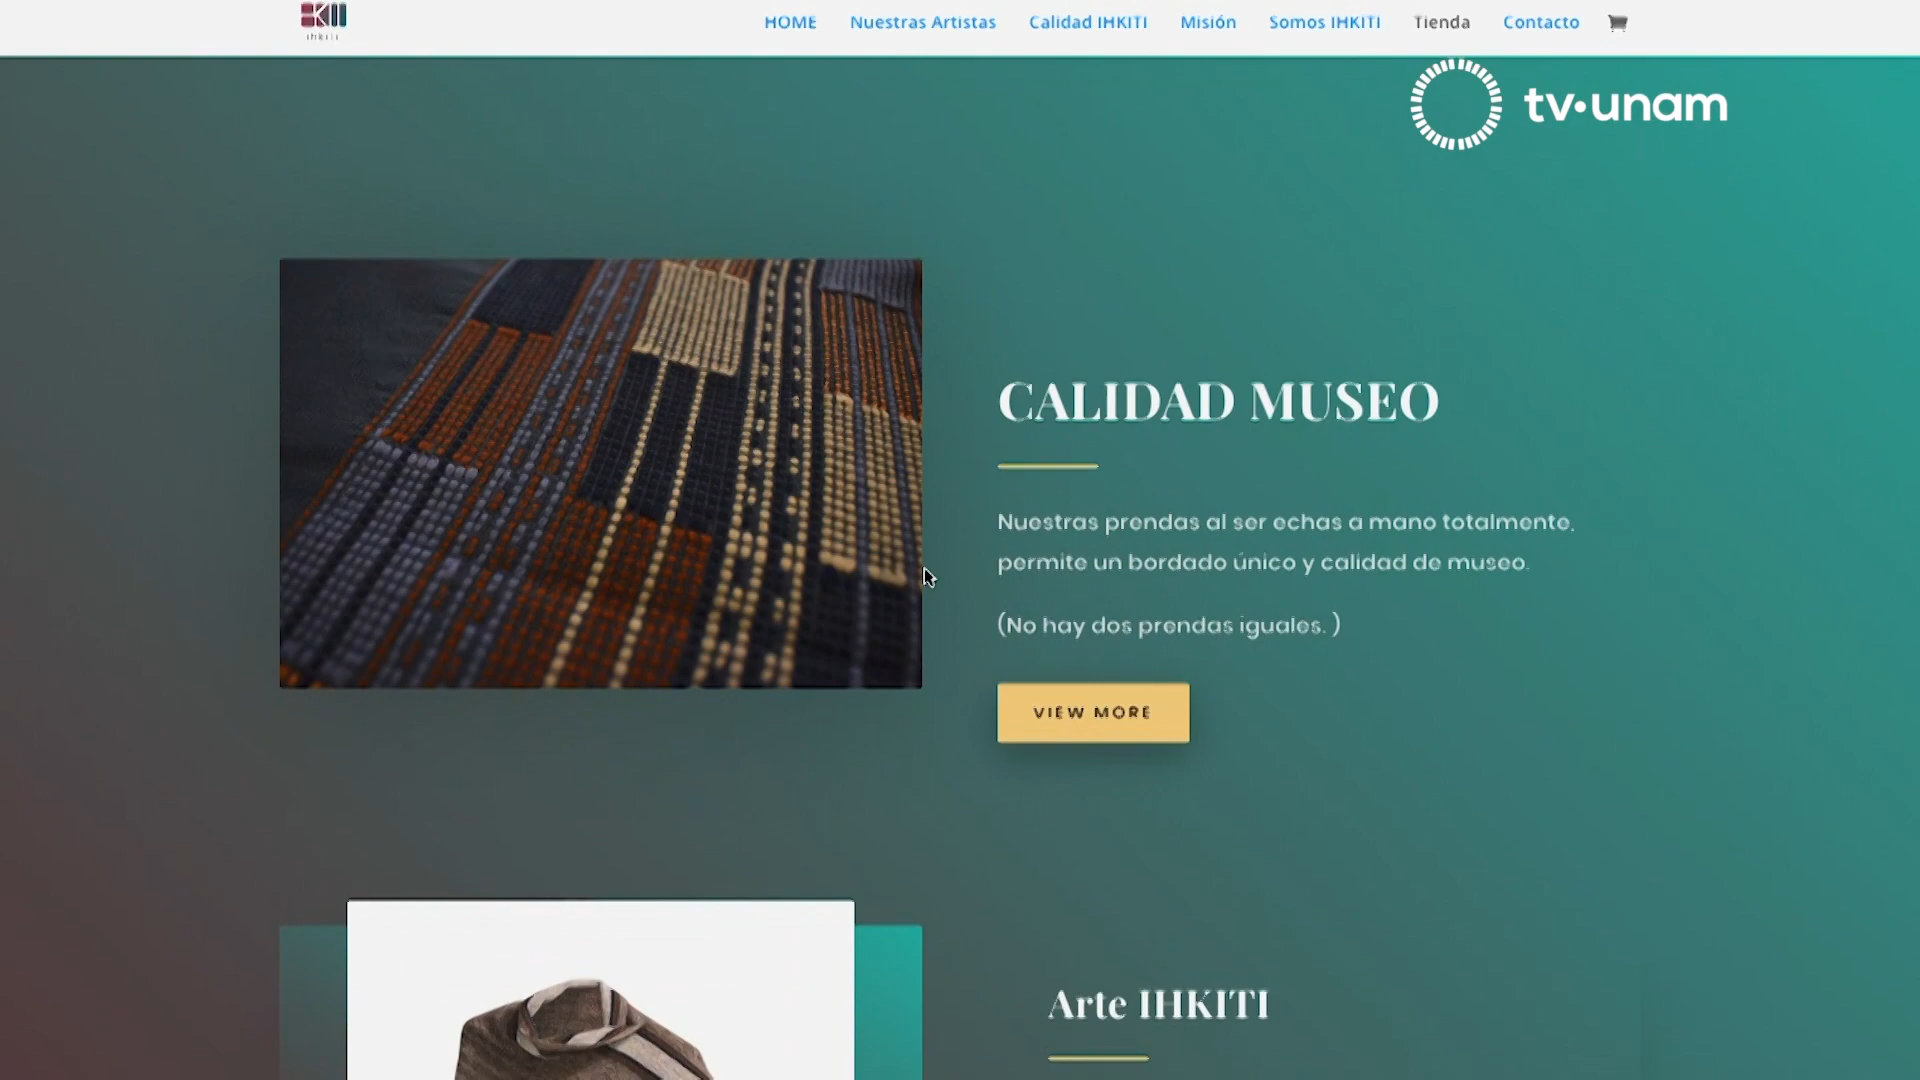 ihkiti
HOME Nuestras Artistas Calidad IHKITI Misión Somos IHKITI Tienda Contacto
tv·unam
CALIDAD MUSEO
Nuestras prendas al ser echas a mano totalmente,
permite un bordado único y calidad de museo.
(No hay dos prendas iguales. )
VIEW MORE
Arte IHKITI